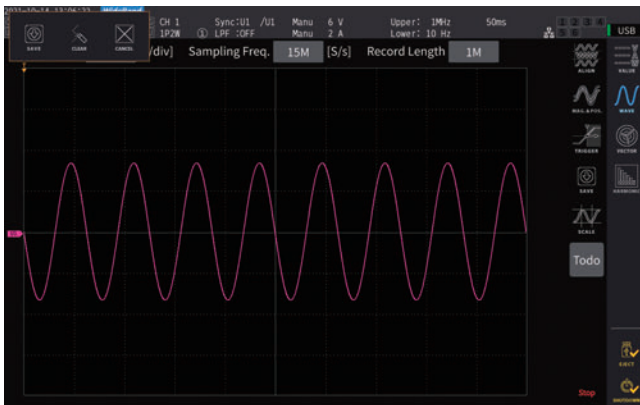 CH 1 Sync:U1 /U1 Manu 6 V Upper: 1MHz 50ms
1P2W ① LPF :OFF Manu 2 A Lower: 10 Hz
USB
SAVE CLEAR CANCEL
/div] Sampling Freq. 15M [S/s] Record Length 1M
ALIGN
VALUE
MAG.&POS.
WAVE
TRIGGER
VECTOR
SAVE
HARMONIC
SCALE
Todo
EJECT
Stop
SHUTDOWN